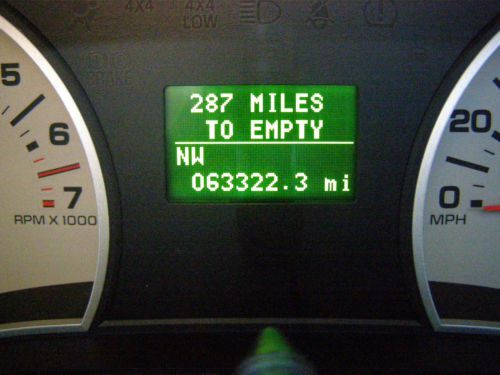 4X4
4X4
LOW
BRAKE
287 MILES
TO EMPTY
NW
063322.3 mi
5
6
7
RPM X 1000
20
0
MPH